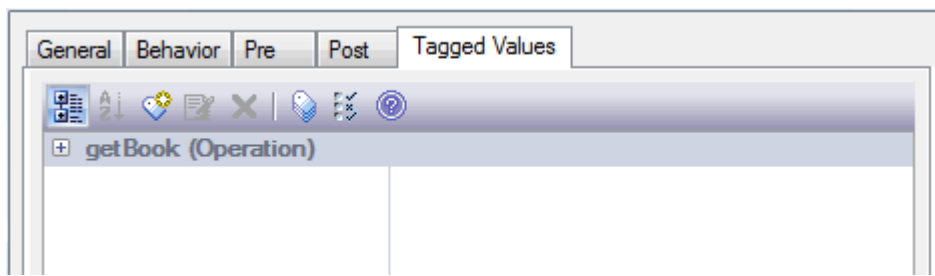 General Behavior Pre Post Tagged Values
getBook (Operation)